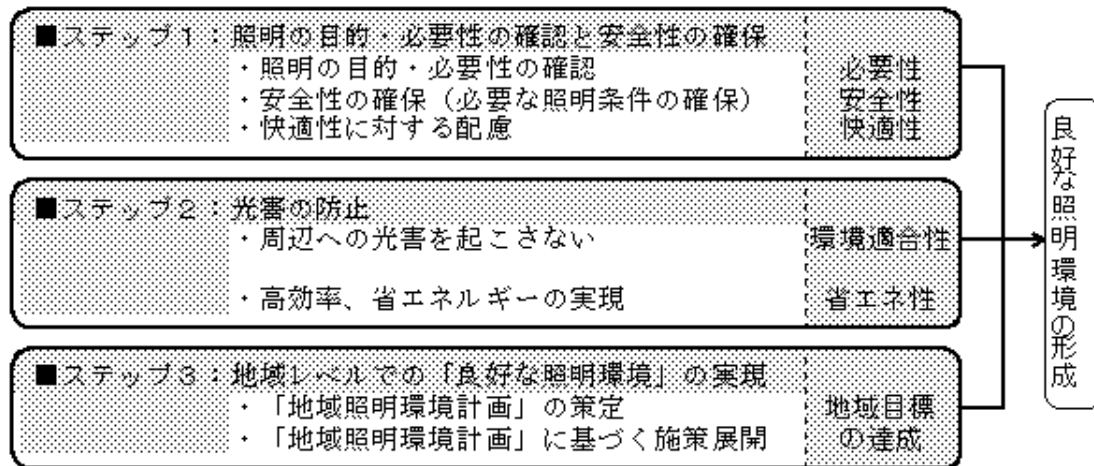 ■ステップ1：照明の目的・必要性の確認と安全性の確保
・照明の目的・必要性の確認
必要性
・安全性の確保（必要な照明条件の確保）
安全性
・快適性に対する配慮
快適性
■ステップ2：光害の防止
・周辺への光害を起こさない
環境適合性
・高効率、省エネルギーの実現
省エネ性
■ステップ3：地域レベルでの「良好な照明環境」の実現
・「地域照明環境計画」の策定
地域目標
・「地域照明環境計画」に基づく施策展開
の達成
良好な照明環境の形成